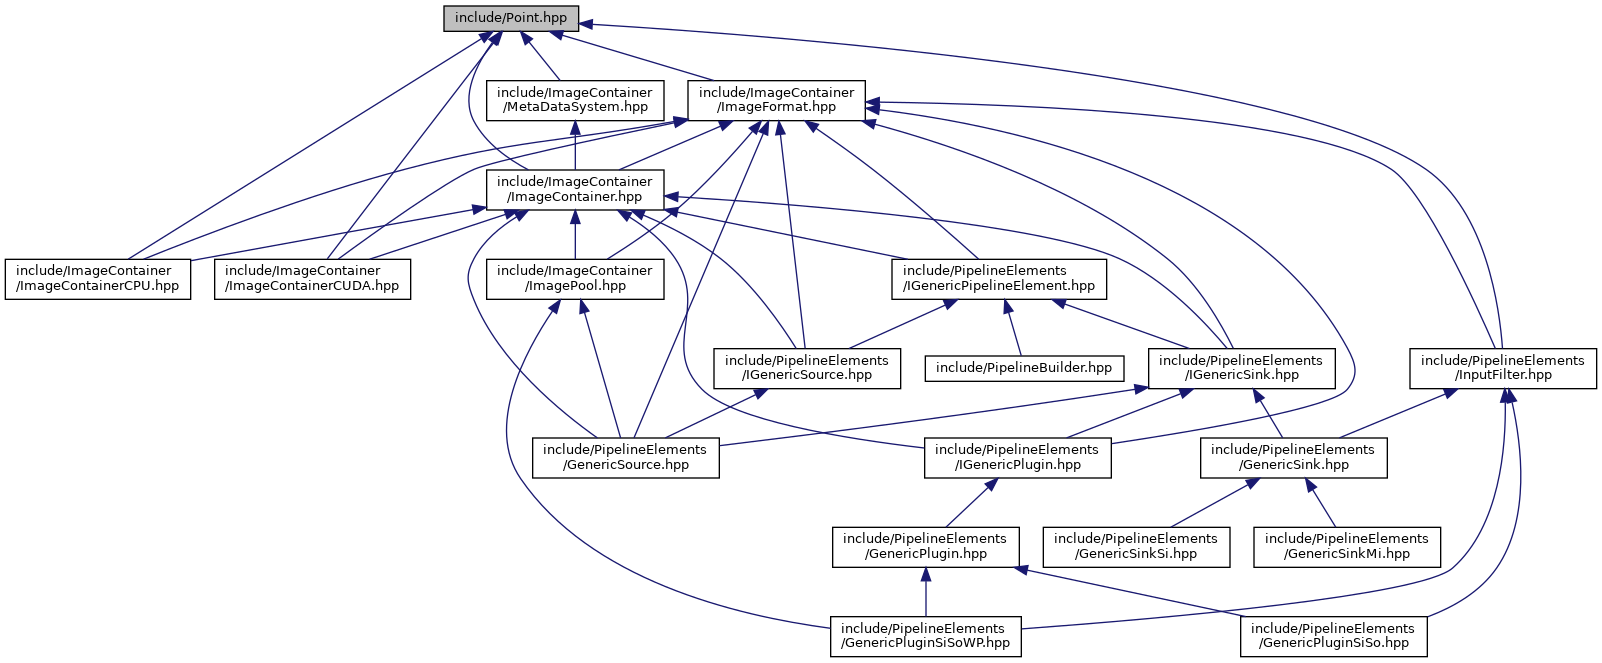 include/Point.hpp
include/ImageContainer
/MetaDataSystem.hpp
include/ImageContainer
/ImageFormat.hpp
include/ImageContainer
/ImageContainer.hpp
include/ImageContainer
/ImageContainerCPU.hpp
include/ImageContainer
/ImageContainerCUDA.hpp
include/ImageContainer
/ImagePool.hpp
include/PipelineElements
/IGenericPipelineElement.hpp
include/PipelineElements
/IGenericSource.hpp
include/PipelineBuilder.hpp
include/PipelineElements
/IGenericSink.hpp
include/PipelineElements
/InputFilter.hpp
include/PipelineElements
/GenericSource.hpp
include/PipelineElements
/IGenericPlugin.hpp
include/PipelineElements
/GenericSink.hpp
include/PipelineElements
/GenericPlugin.hpp
include/PipelineElements
/GenericSinkSi.hpp
include/PipelineElements
/GenericSinkMi.hpp
include/PipelineElements
/GenericPluginSiSoWP.hpp
include/PipelineElements
/GenericPluginSiSo.hpp